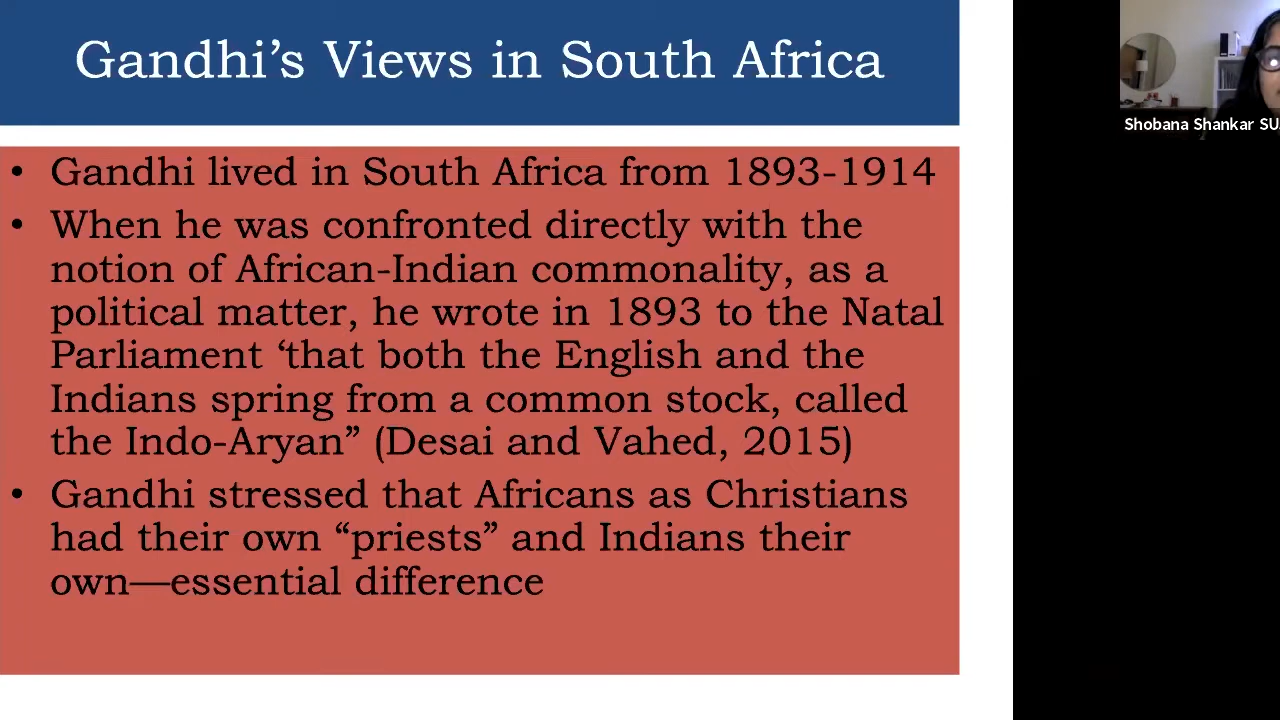 Gandhi’s Views in South Africa
• Gandhi lived in South Africa from 1893-1914
• When he was confronted directly with the
notion of African-Indian commonality, as a
political matter, he wrote in 1893 to the Natal
Parliament ‘that both the English and the
Indians spring from a common stock, called
the Indo-Aryan” (Desai and Vahed, 2015)
• Gandhi stressed that Africans as Christians
had their own “priests” and Indians their
own—essential difference
Shobana Shankar SU